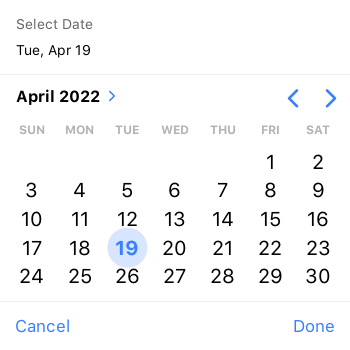 Select Date
Tue, Apr 19
April 2022
SUN MON TUE WED THU FRI SAT
1 2
3 4 5 6 7 8 9
10 11 12 13 14 15 16
17 18 19 20 21 22 23
24 25 26 27 28 29 30
Cancel Done